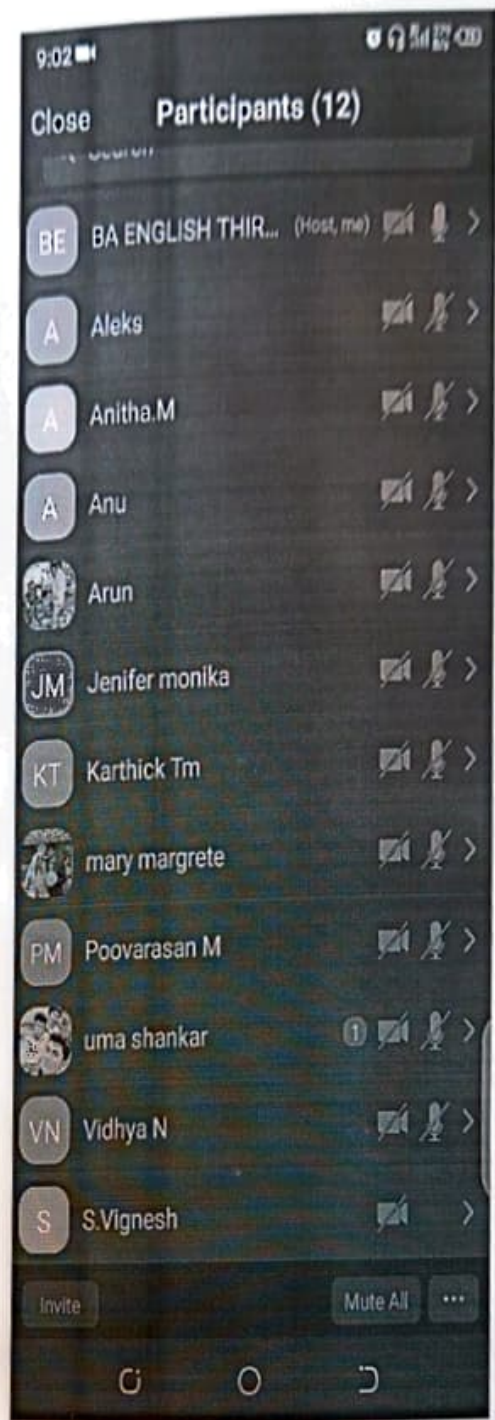 9:02
Close Participants (12)
Search
BE BA ENGLISH THIR... (Host, me)
A Aleks
A Anitha.M
A Anu
Arun
JM Jenifer monika
KT Karthick Tm
mary margrete
PM Poovarasan M
uma shankar 1
VN Vidhya N
S S.Vignesh
Invite Mute All ...